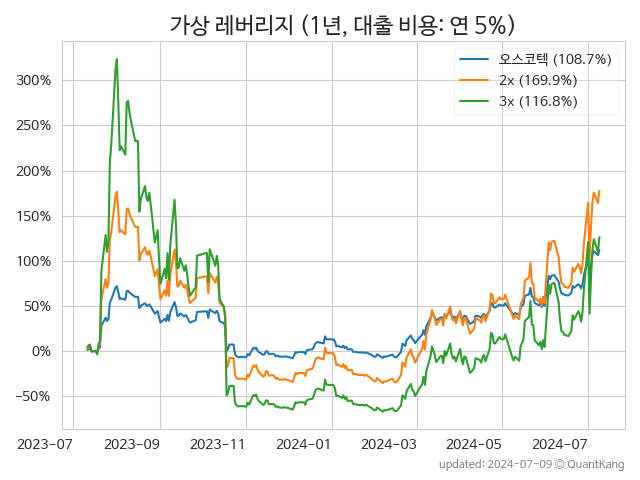 가상 레버리지 (1년, 대출 비용: 연 5%)
오스코텍 (108.7%)
2x (169.9%)
3x (116.8%)
300%
250%
200%
150%
100%
50%
0%
−50%
2023-07 2023-09 2023-11 2024-01 2024-03 2024-05 2024-07
updated: 2024-07-09 © QuantKang